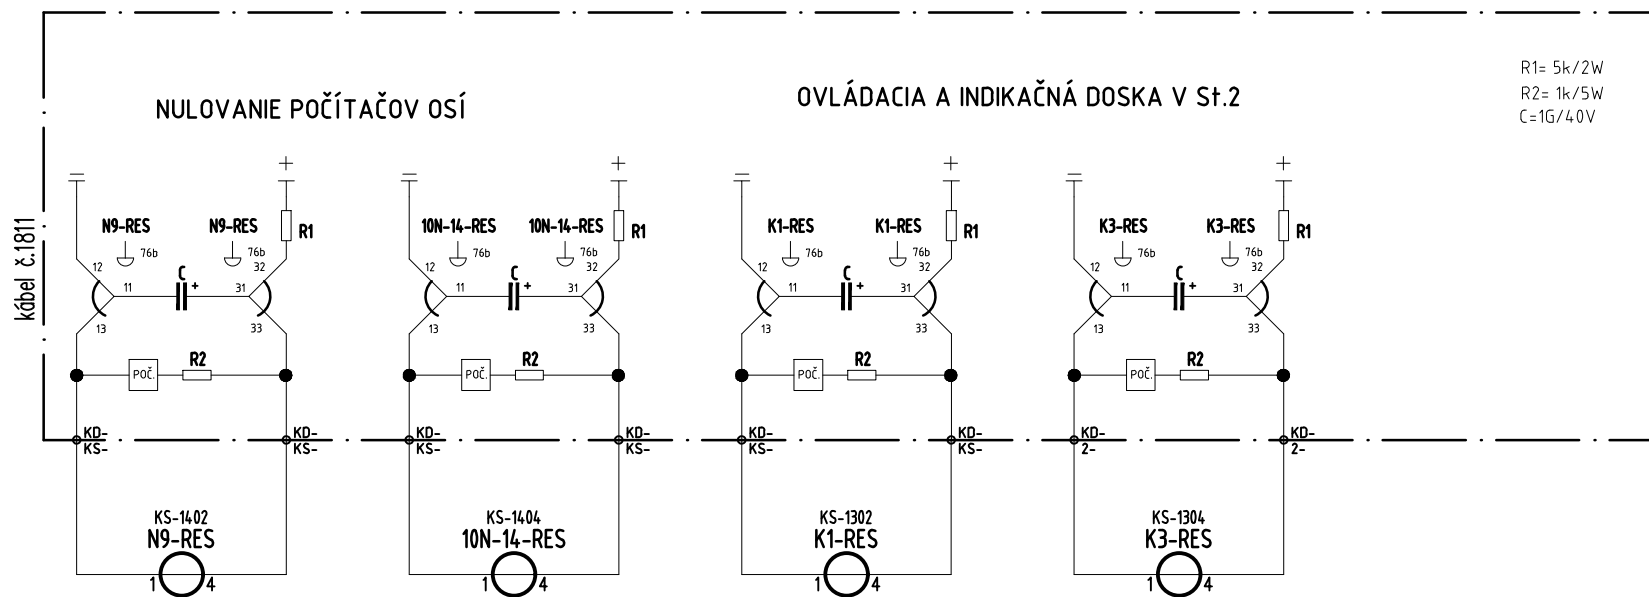 R1= 5k/2W
R2= 1k/5W
C=1G/40V
NULOVANIE POČÍTAČOV OSÍ
OVLÁDACIA A INDIKAČNÁ DOSKA V St.2
kábel č.1811
+ + + +
N9-RES N9-RES R1 10N-14-RES 10N-14-RES R1 K1-RES K1-RES R1 K3-RES K3-RES R1
76b 76b 76b 76b 76b 76b 76b 76b
12 C 32 12 C 32 12 C 32 12 C 32
11 + 31 11 + 31 11 + 31 11 + 31
13 33 13 33 13 33 13 33
POČ. R2 POČ. R2 POČ. R2 POČ. R2
KD- KD- KD- KD- KD- KD- KD- KD-
KS- KS- KS- KS- KS- KS- 2- 2-
KS-1402 KS-1404 KS-1302 KS-1304
N9-RES 10N-14-RES K1-RES K3-RES
1 4 1 4 1 4 1 4